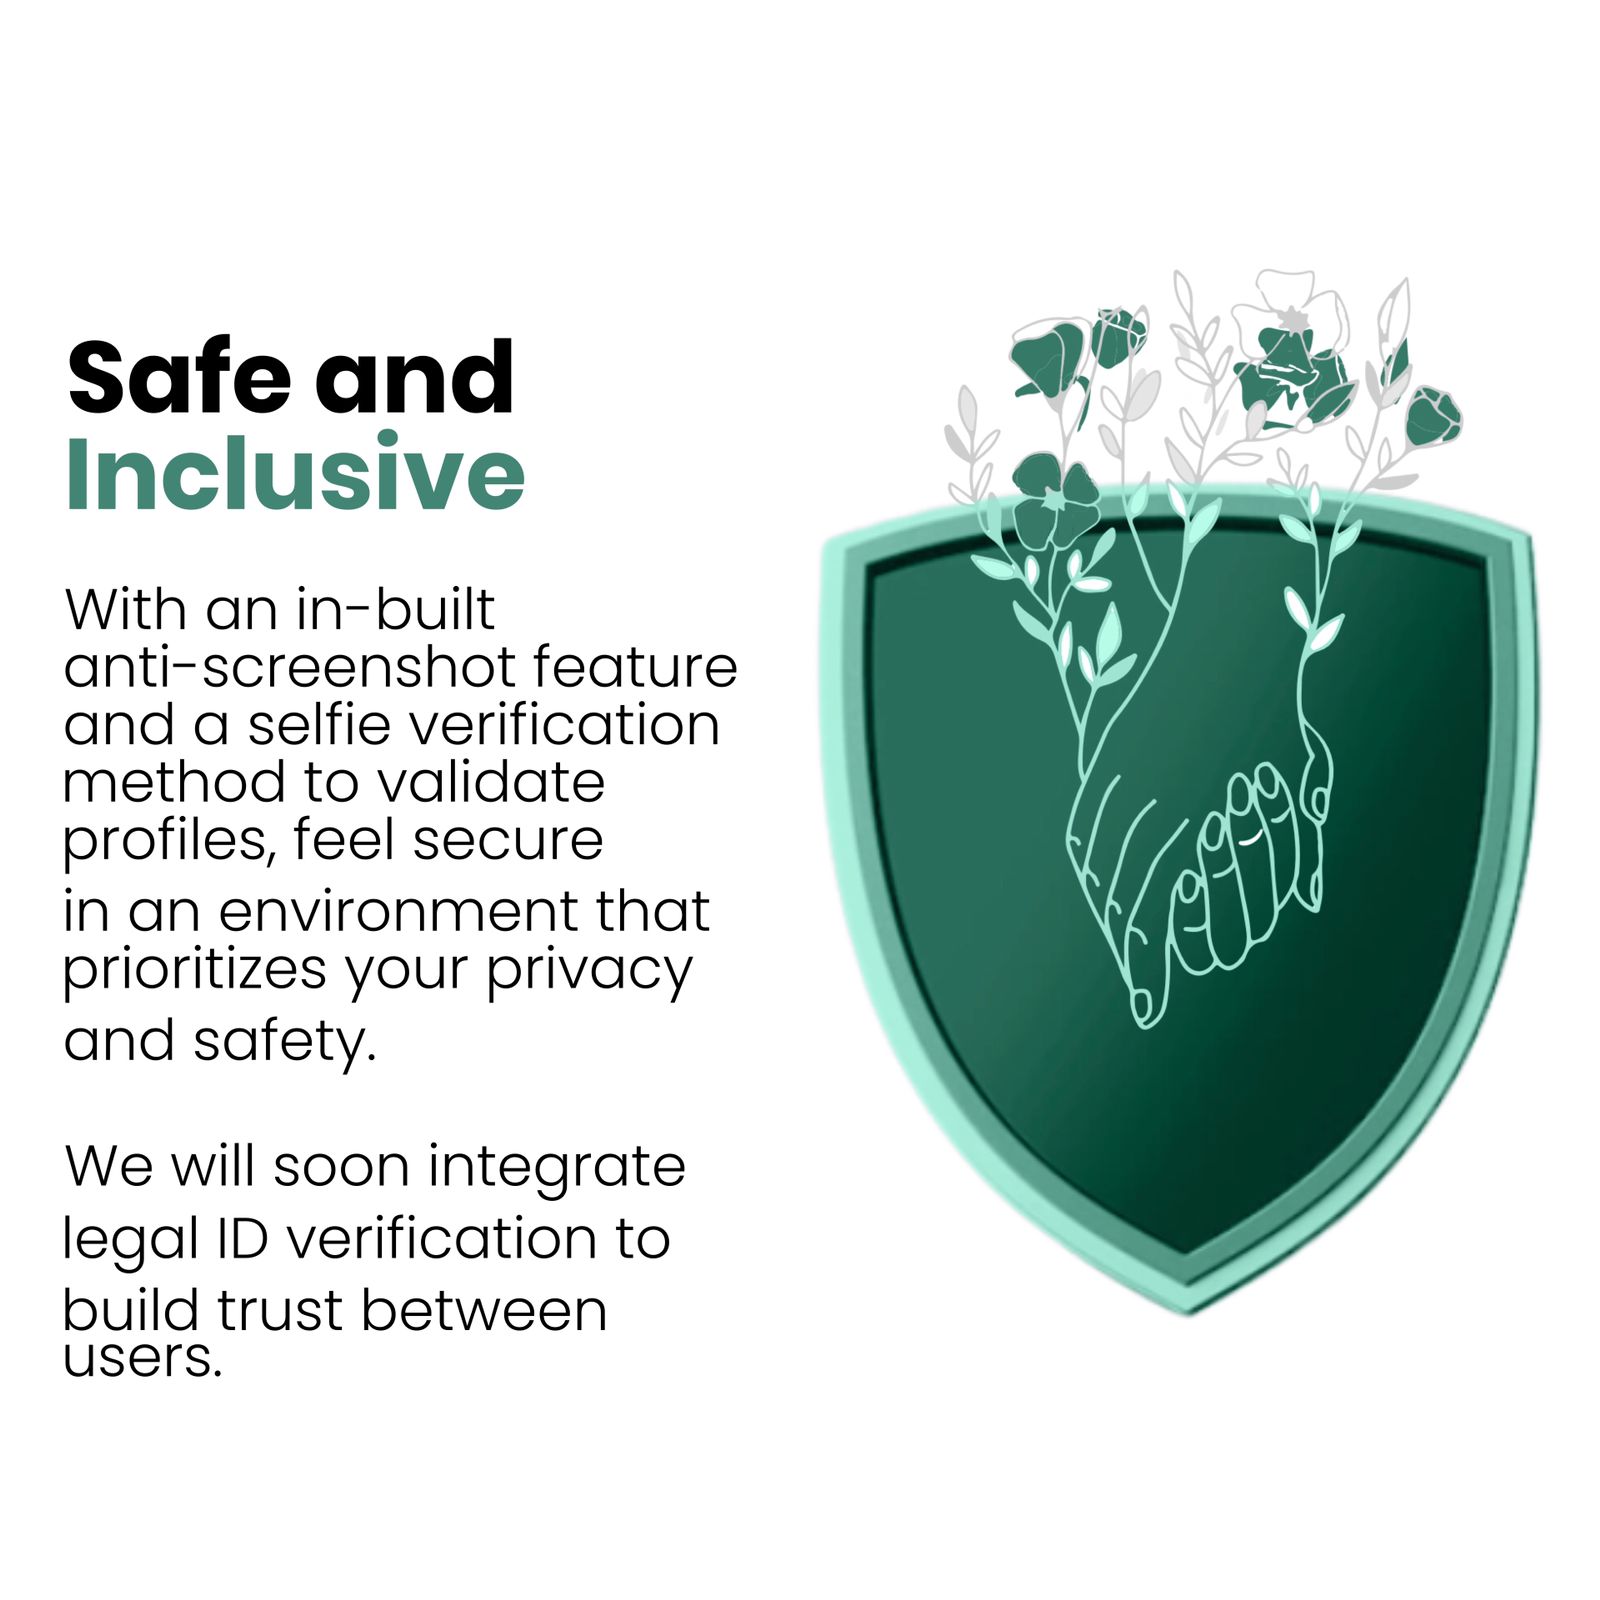 Safe and
Inclusive
With an in-built
anti-screenshot feature
and a selfie verification
method to validate
profiles, feel secure
in an environment that
prioritizes your privacy
and safety.
We will soon integrate
legal ID verification to
build trust between
users.